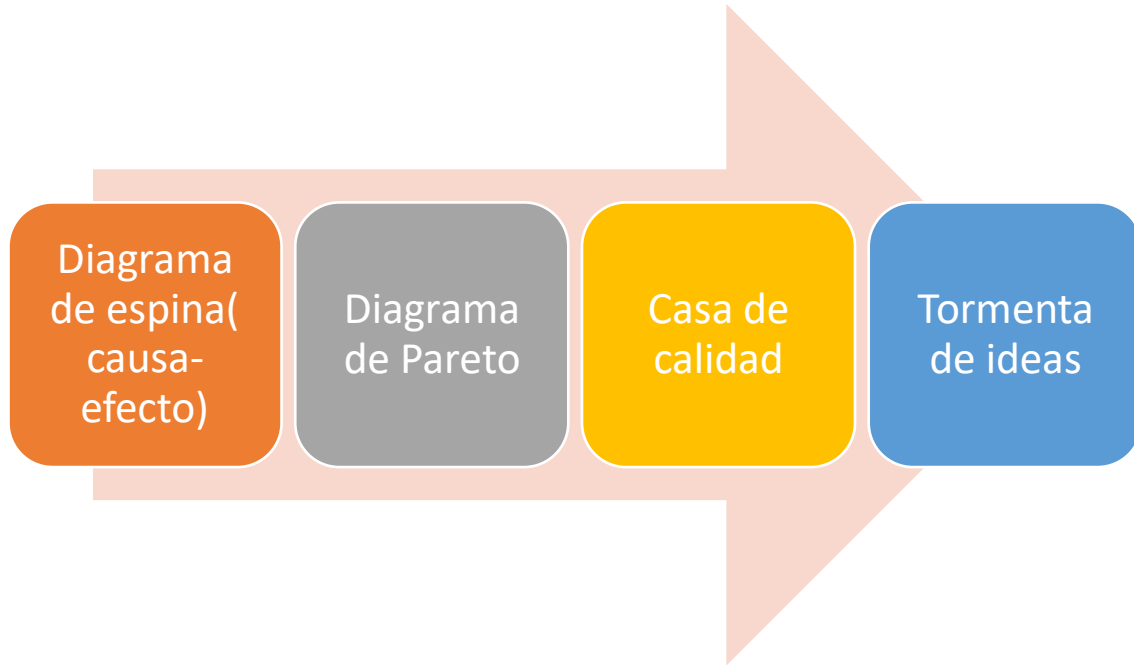 Diagrama
de espina(
causa-
efecto)
Diagrama
de Pareto
Casa de
calidad
Tormenta
de ideas